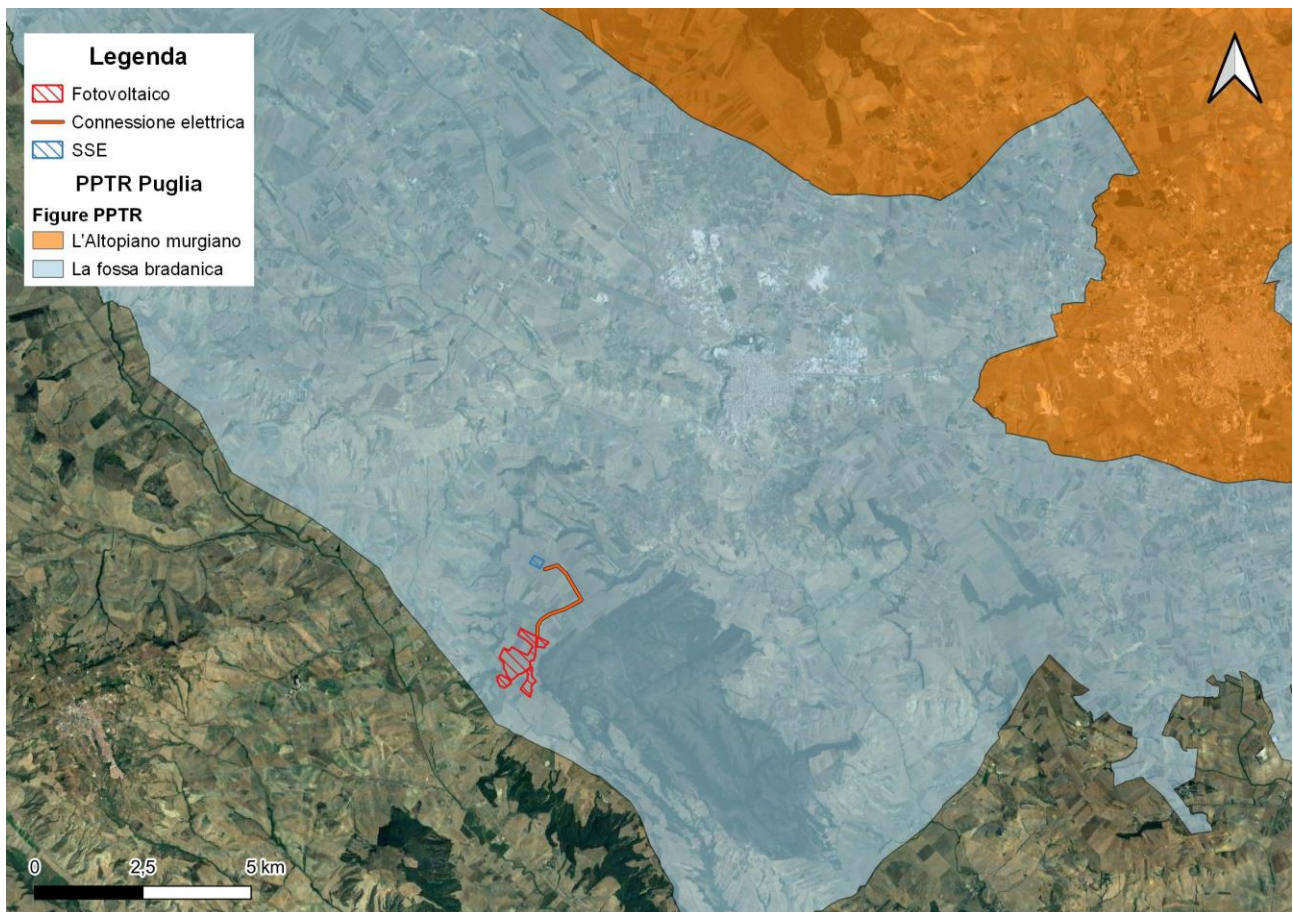 Legenda
Fotovoltaico
Connessione elettrica
SSE
PPTR Puglia
Figure PPTR
L'Altopiano murgiano
La fossa bradanica
0 2,5 5 km